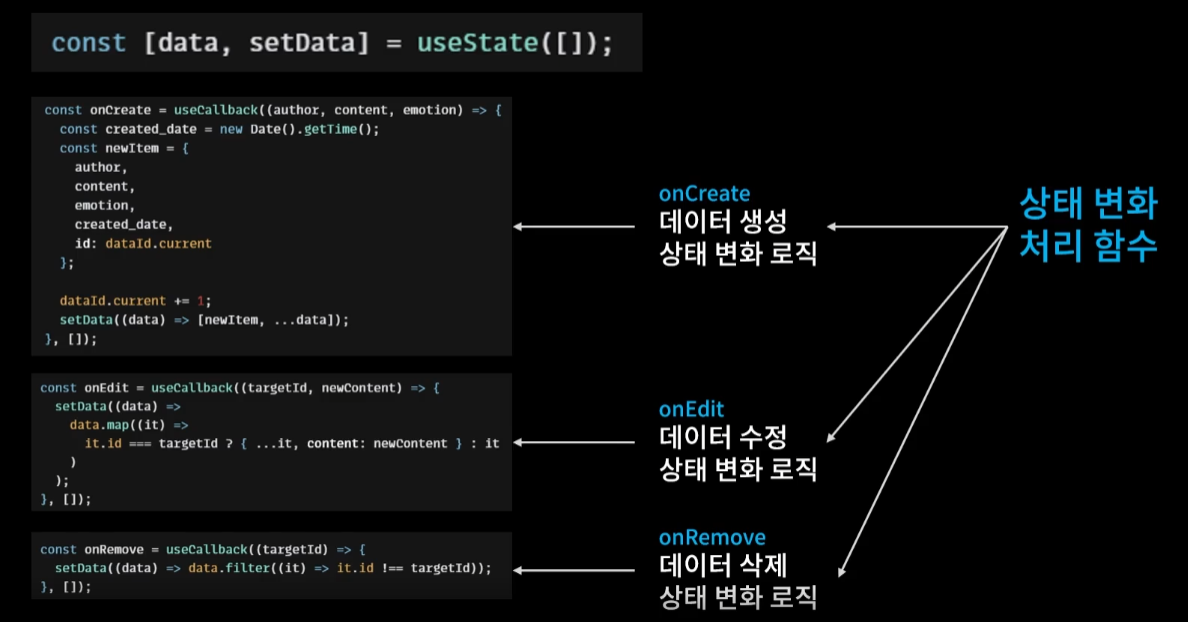 const [data, setData] = useState([]);
const onCreate = useCallback((author, content, emotion) => {
  const created_date = new Date().getTime();
  const newItem = {
    author,
    content,
    emotion,
    created_date,
    id: dataId.current
  };

  dataId.current += 1;
  setData((data) => [newItem, ...data]);
}, []);
onCreate
데이터 생성
상태 변화 로직
상태 변화
처리 함수
const onEdit = useCallback((targetId, newContent) => {
  setData((data) =>
    data.map((it) =>
      it.id === targetId ? { ...it, content: newContent } : it
    )
  );
}, []);
onEdit
데이터 수정
상태 변화 로직
const onRemove = useCallback((targetId) => {
  setData((data) => data.filter((it) => it.id !== targetId));
}, []);
onRemove
데이터 삭제
상태 변화 로직